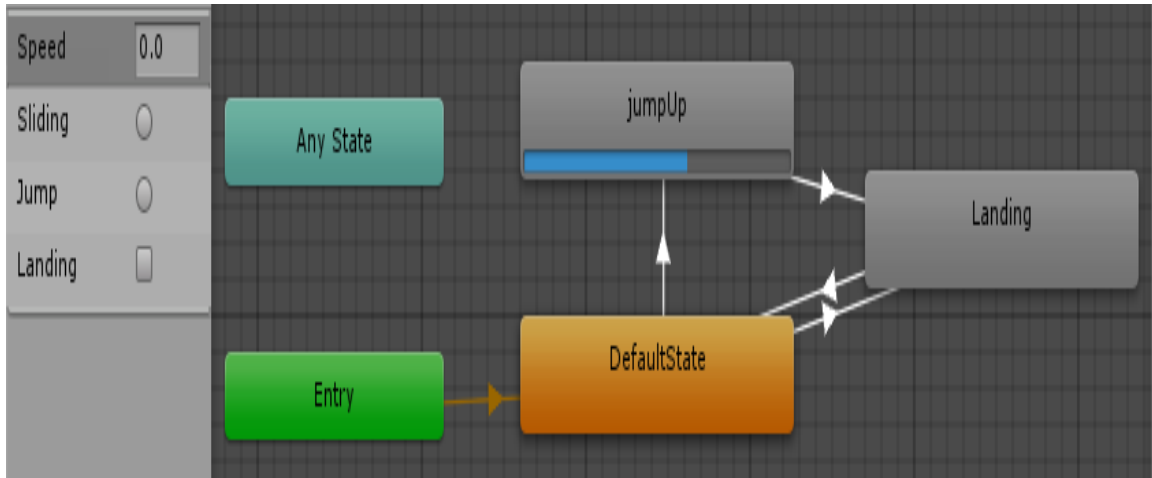 Speed 0.0
Sliding
Jump
Landing
Any State
jumpUp
Landing
DefaultState
Entry